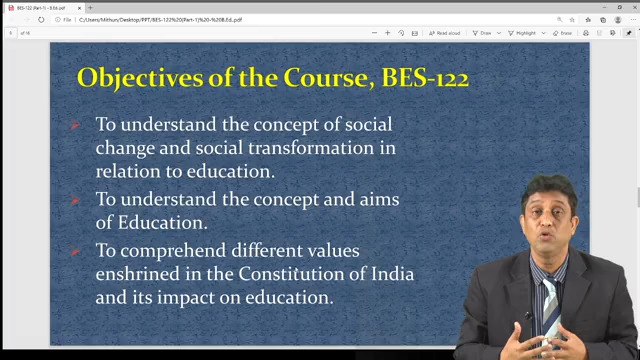 BES-122 (Part-1) - B.Ed..pdf
File | C:/Users/Mithun/Desktop/PPT/BES-122%20(Part-1)%20-%20B.Ed..pdf
of 16
Read aloud
Draw
Highlight
Erase
Objectives of the Course, BES-122
To understand the concept of social
change and social transformation in
relation to education.
To understand the concept and aims
of Education.
To comprehend different values
enshrined in the Constitution of India
and its impact on education.